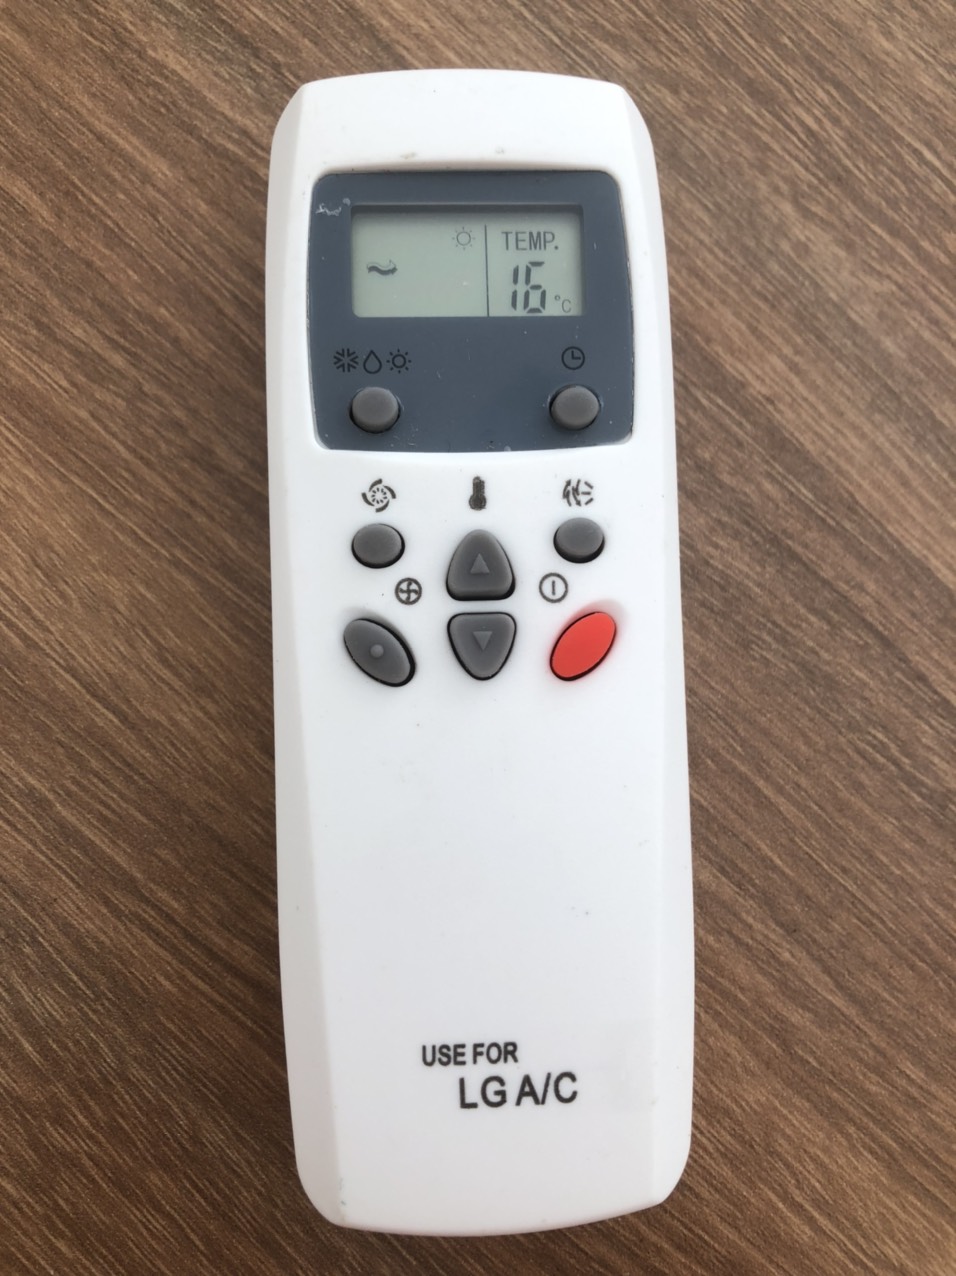 TEMP.
16 °C
USE FOR
LG A/C